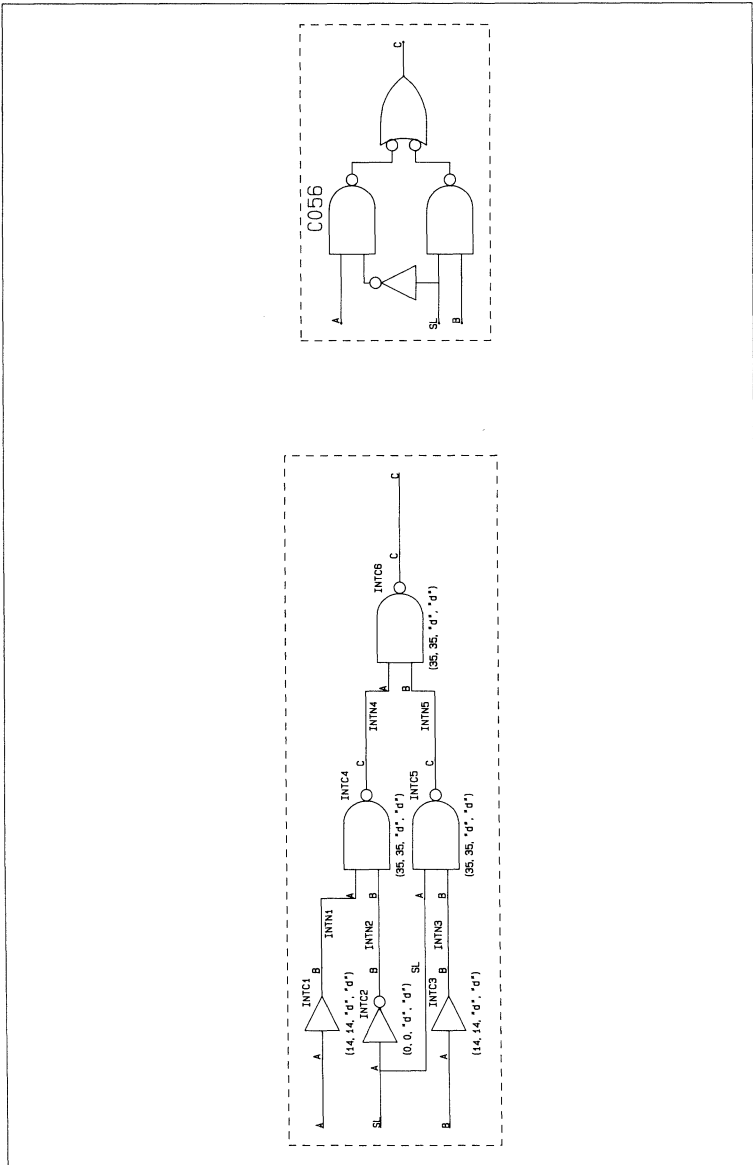 C056
A
SL
B
C
A
SL
B
A
INTC1
B
(14, 14, "d", "d")
A
INTC2
B
(0, 0, "d", "d")
SL
A
INTC3
B
(14, 14, "d", "d")
INTN1
INTN2
INTN3
A
B
INTC4
C
(35, 35, "d", "d")
A
B
INTC5
C
(35, 35, "d", "d")
INTN4
INTN5
A
B
INTC6
C
(35, 35, "d", "d")
C